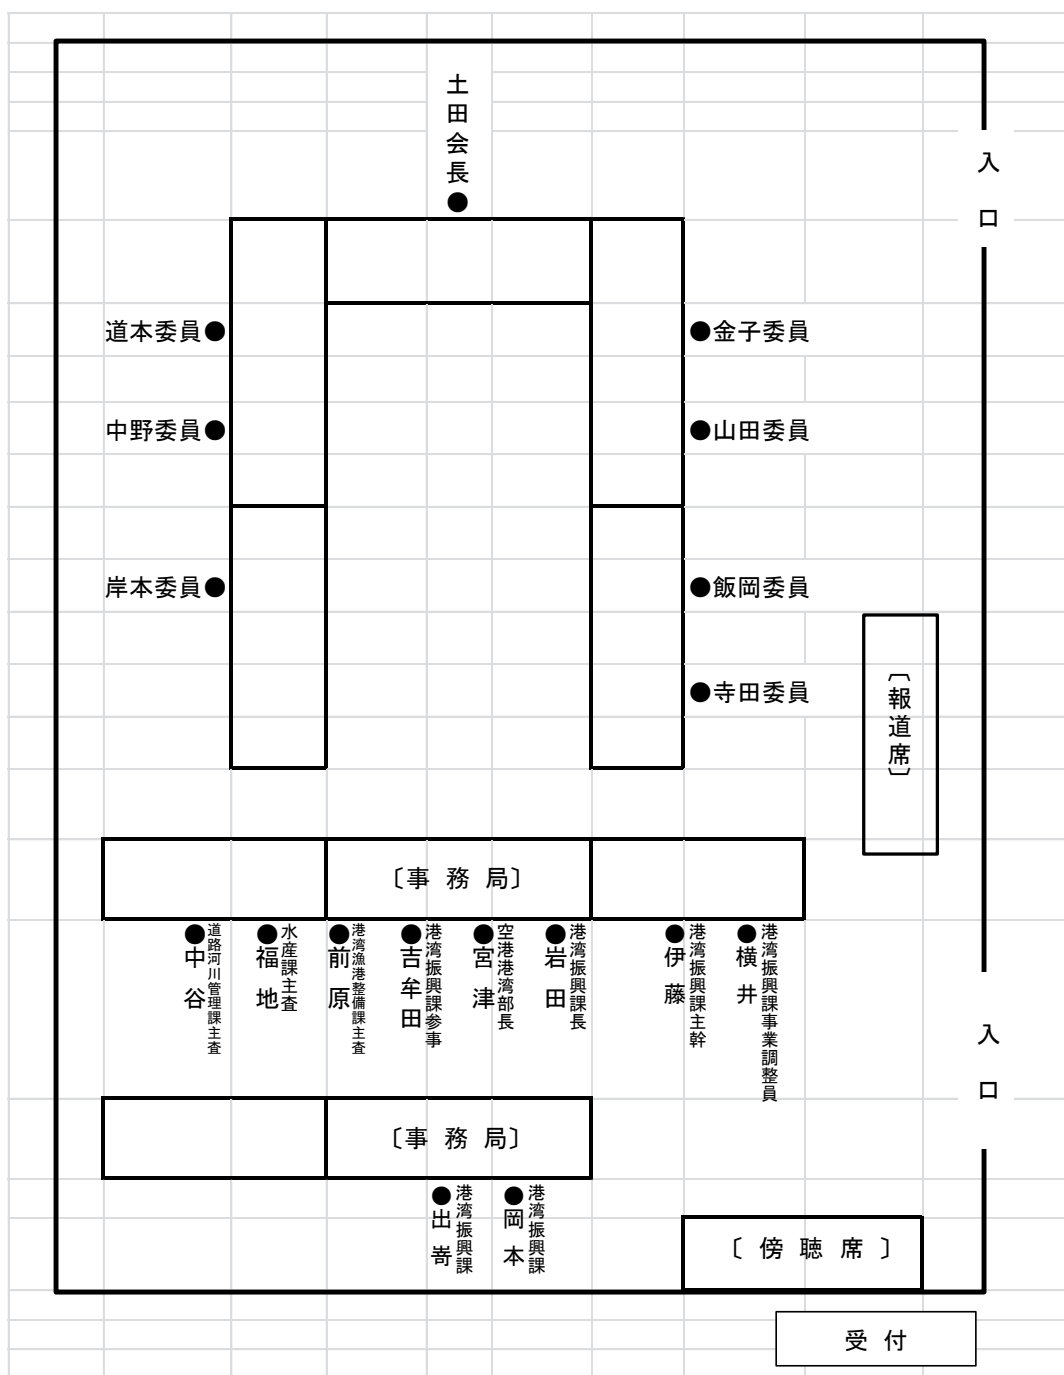 土田会長●
入口
道本委員●
●金子委員
中野委員●
●山田委員
岸本委員●
●飯岡委員
●寺田委員
〔報道席〕
〔事務局〕
●中谷
道路河川管理課主査
●福地
水産課主査
●前原
港湾漁港整備課主査
●吉牟田
港湾振興課参事
●宮津
空港港湾部長
●岩田
港湾振興課長
●伊藤
港湾振興課主幹
●横井
港湾振興課事業調整員
入口
〔事務局〕
●出嵜
港湾振興課
●岡本
港湾振興課
〔傍聴席〕
受付